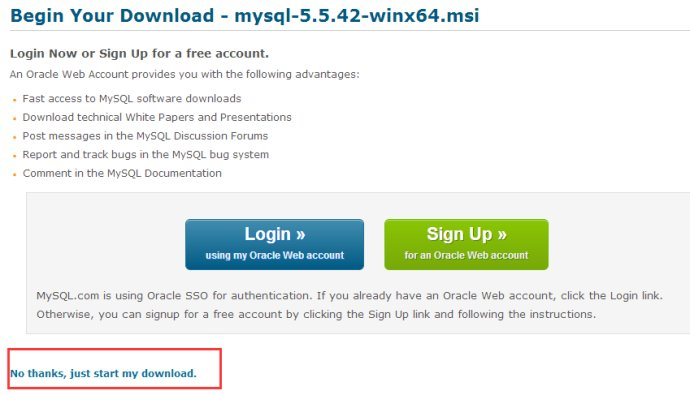 Begin Your Download - mysql-5.5.42-winx64.msi
Login Now or Sign Up for a free account.
An Oracle Web Account provides you with the following advantages:
Fast access to MySQL software downloads
Download technical White Papers and Presentations
Post messages in the MySQL Discussion Forums
Report and track bugs in the MySQL bug system
Comment in the MySQL Documentation
Login »
using my Oracle Web account
Sign Up »
for an Oracle Web account
MySQL.com is using Oracle SSO for authentication. If you already have an Oracle Web account, click the Login link.
Otherwise, you can signup for a free account by clicking the Sign Up link and following the instructions.
No thanks, just start my download.